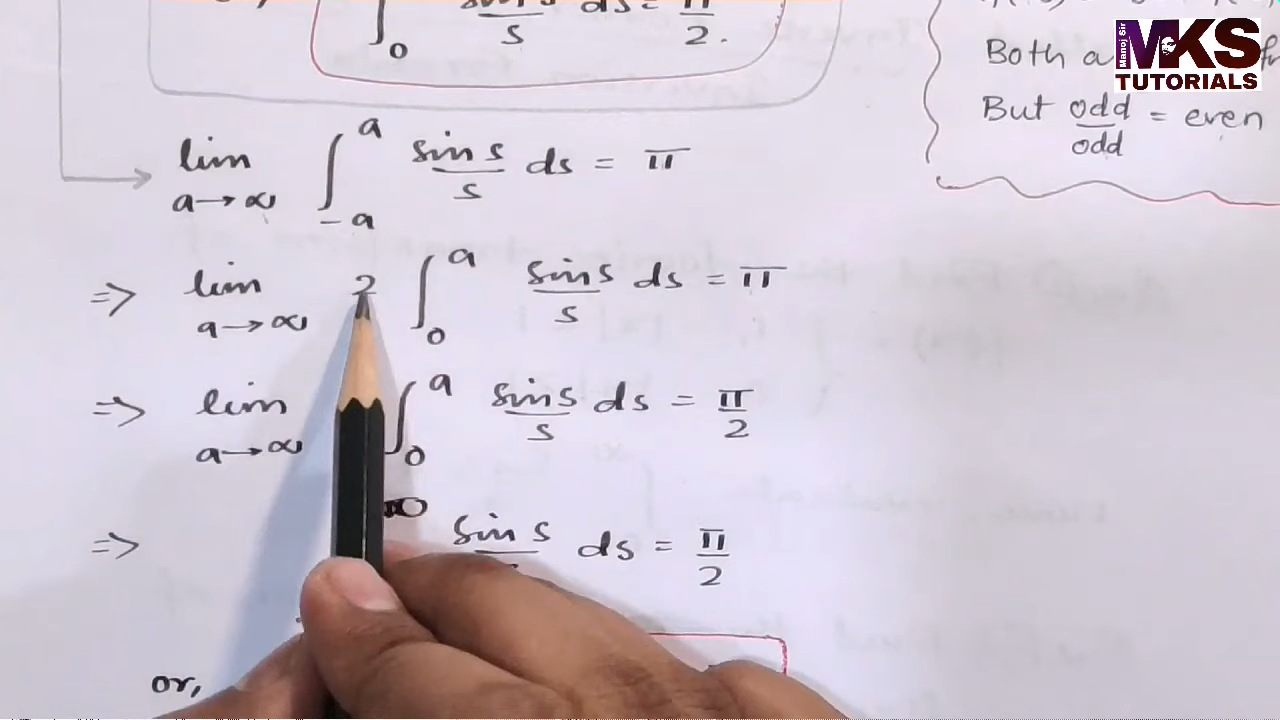 ∫₀ sin s/s ds = π/2.
Both a
But odd/odd = even
Manoj Sir
MKS
TUTORIALS
lim a→∞ ∫₋ₐᵃ sin s/s ds = π
⇒ lim a→∞ 2 ∫₀ᵃ sin s/s ds = π
⇒ lim a→∞ ∫₀ᵃ sin s/s ds = π/2
⇒ sin s ds = π/2
or,